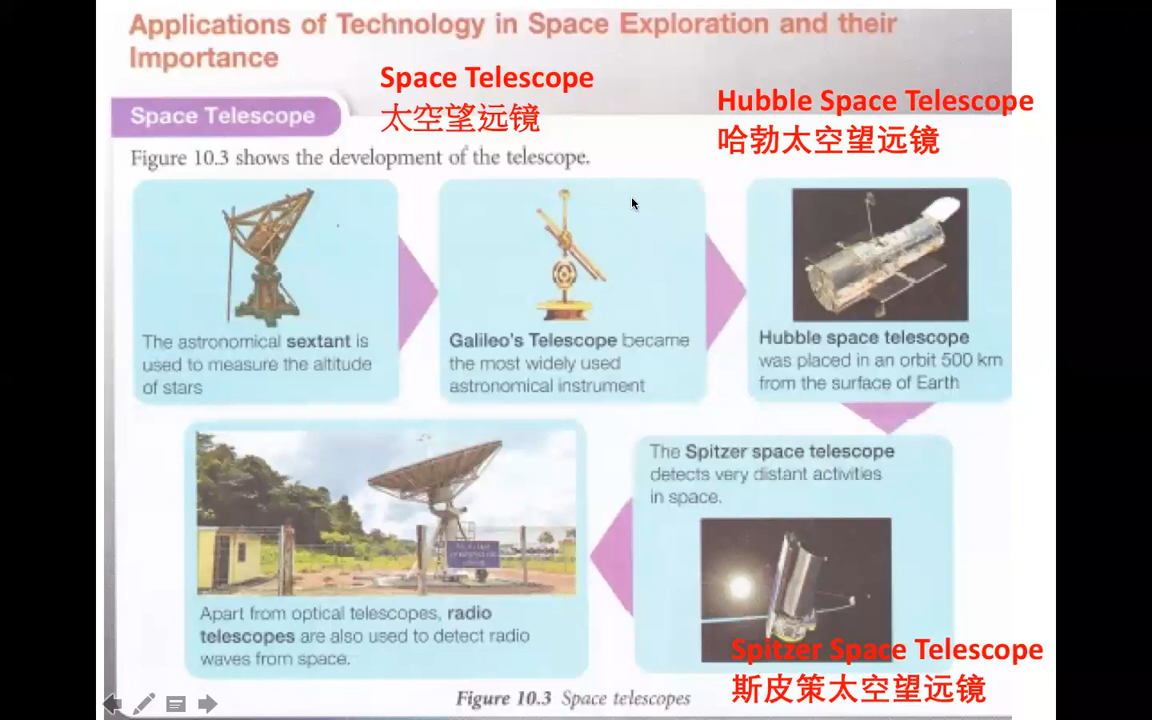 Applications of Technology in Space Exploration and their
Importance
Space Telescope
太空望远镜
Hubble Space Telescope
哈勃太空望远镜
Space Telescope
Figure 10.3 shows the development of the telescope.
The astronomical sextant is
used to measure the altitude
of stars
Galileo's Telescope became
the most widely used
astronomical instrument
Hubble space telescope
was placed in an orbit 500 km
from the surface of Earth
The Spitzer space telescope
detects very distant activities
in space.
Apart from optical telescopes, radio
telescopes are also used to detect radio
waves from space.
Spitzer Space Telescope
斯皮策太空望远镜
Figure 10.3 Space telescopes